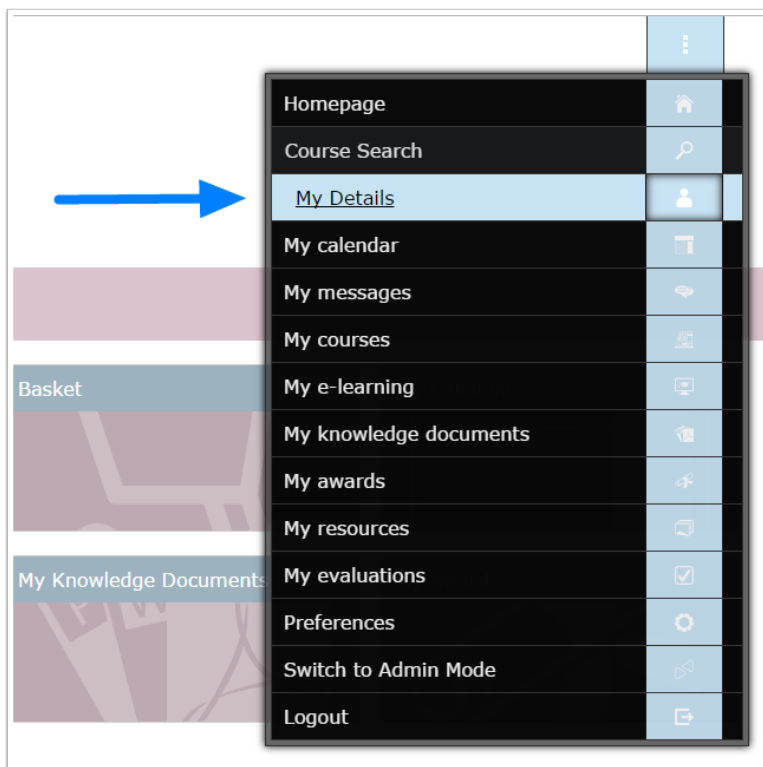 Homepage
Course Search
My Details
My calendar
My messages
My courses
Basket
My e-learning
My knowledge documents
My awards
My resources
My Knowledge Documents
My evaluations
Preferences
Switch to Admin Mode
Logout